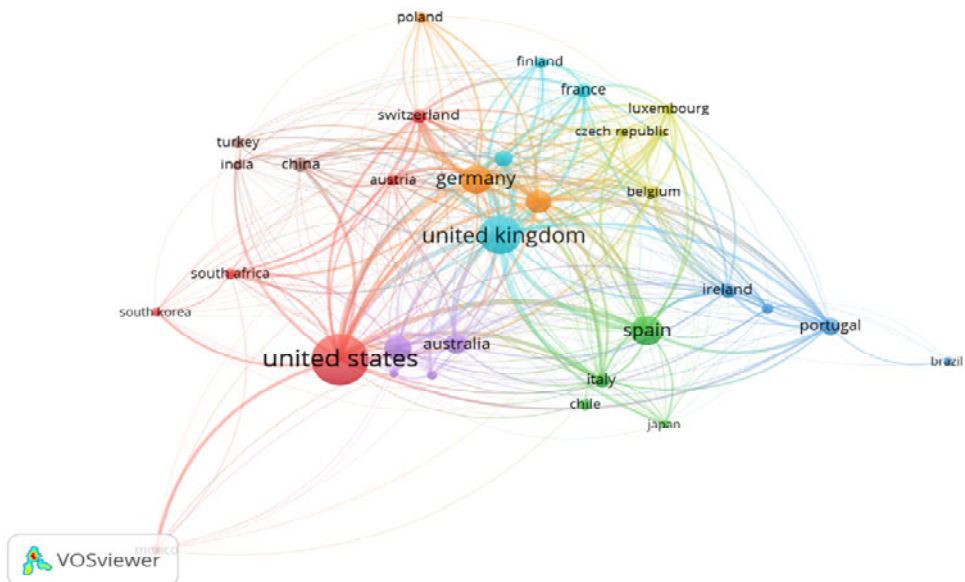 poland
finland
france
luxembourg
switzerland
czech republic
turkey
india
china
austria
germany
belgium
united kingdom
south africa
ireland
south korea
spain
portugal
united states
australia
brazil
italy
chile
japan
mexico
VOSviewer